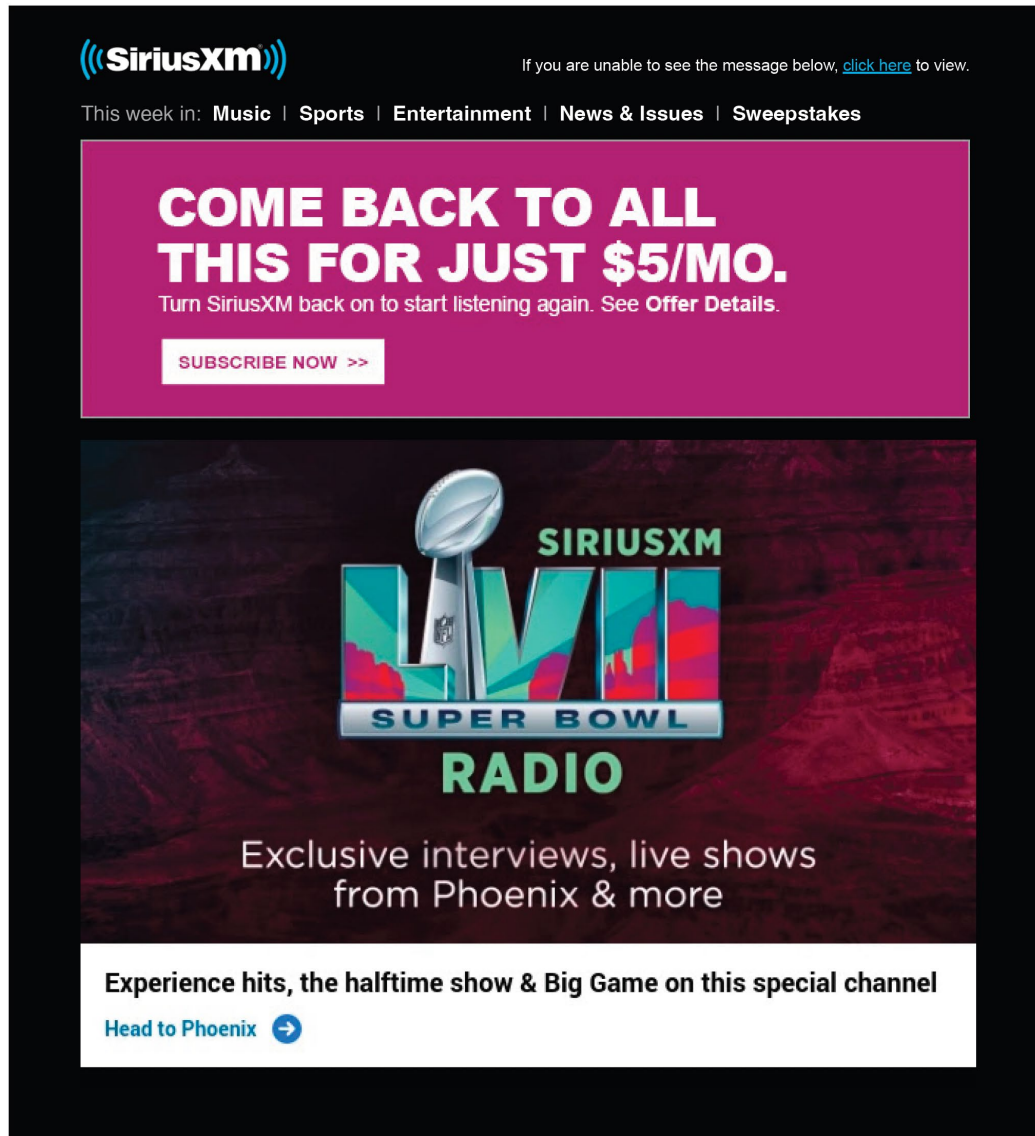 SiriusXM
If you are unable to see the message below, click here to view.
This week in: Music | Sports | Entertainment | News & Issues | Sweepstakes
COME BACK TO ALL
THIS FOR JUST $5/MO.
Turn SiriusXM back on to start listening again. See Offer Details.
SUBSCRIBE NOW >>
SIRIUSXM
LVII
NFL
SUPER BOWL
RADIO
Exclusive interviews, live shows
from Phoenix & more
Experience hits, the halftime show & Big Game on this special channel
Head to Phoenix